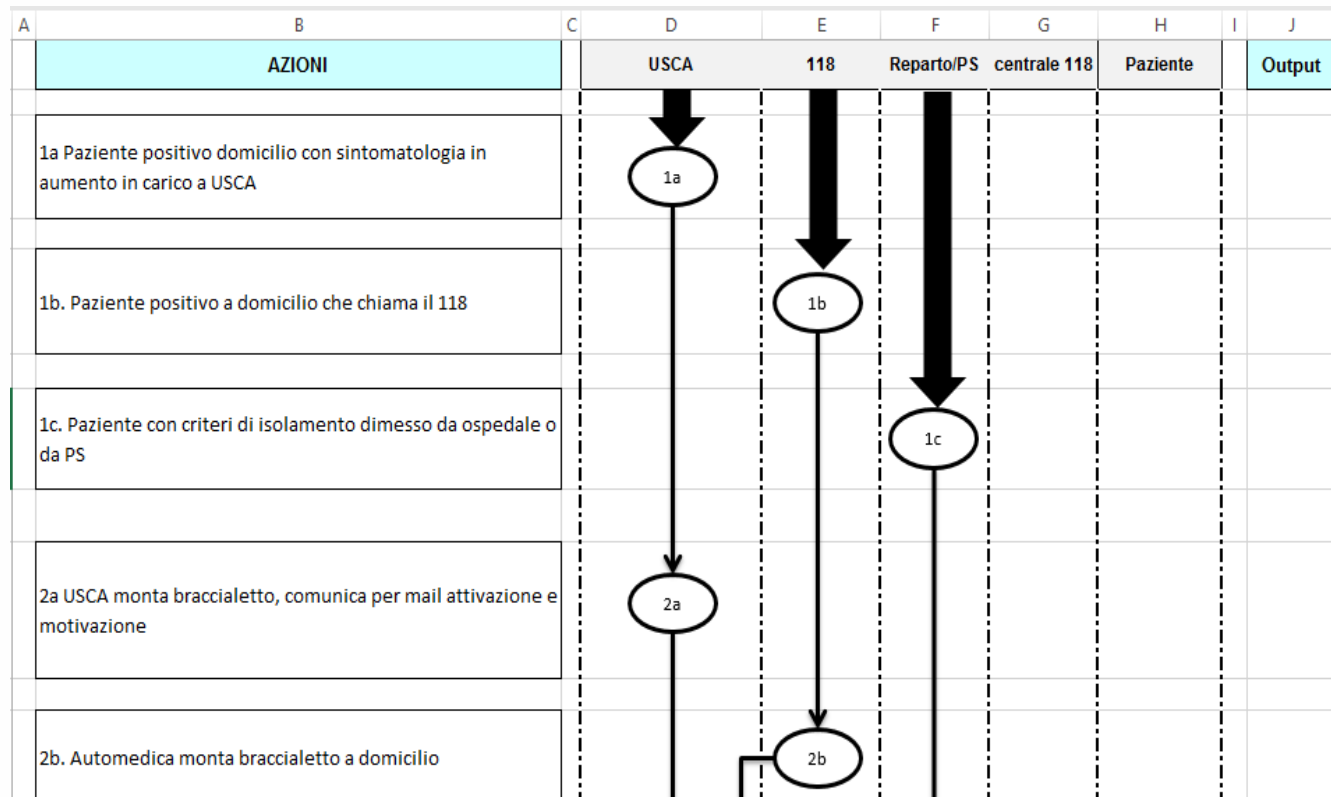 A B C D E F G H I J
AZIONI USCA 118 Reparto/PS centrale 118 Paziente Output
1a Paziente positivo domicilio con sintomatologia in
aumento in carico a USCA
1a
1b. Paziente positivo a domicilio che chiama il 118
1b
1c. Paziente con criteri di isolamento dimesso da ospedale o
da PS
1c
2a USCA monta braccialetto, comunica per mail attivazione e
motivazione
2a
2b. Automedica monta braccialetto a domicilio
2b